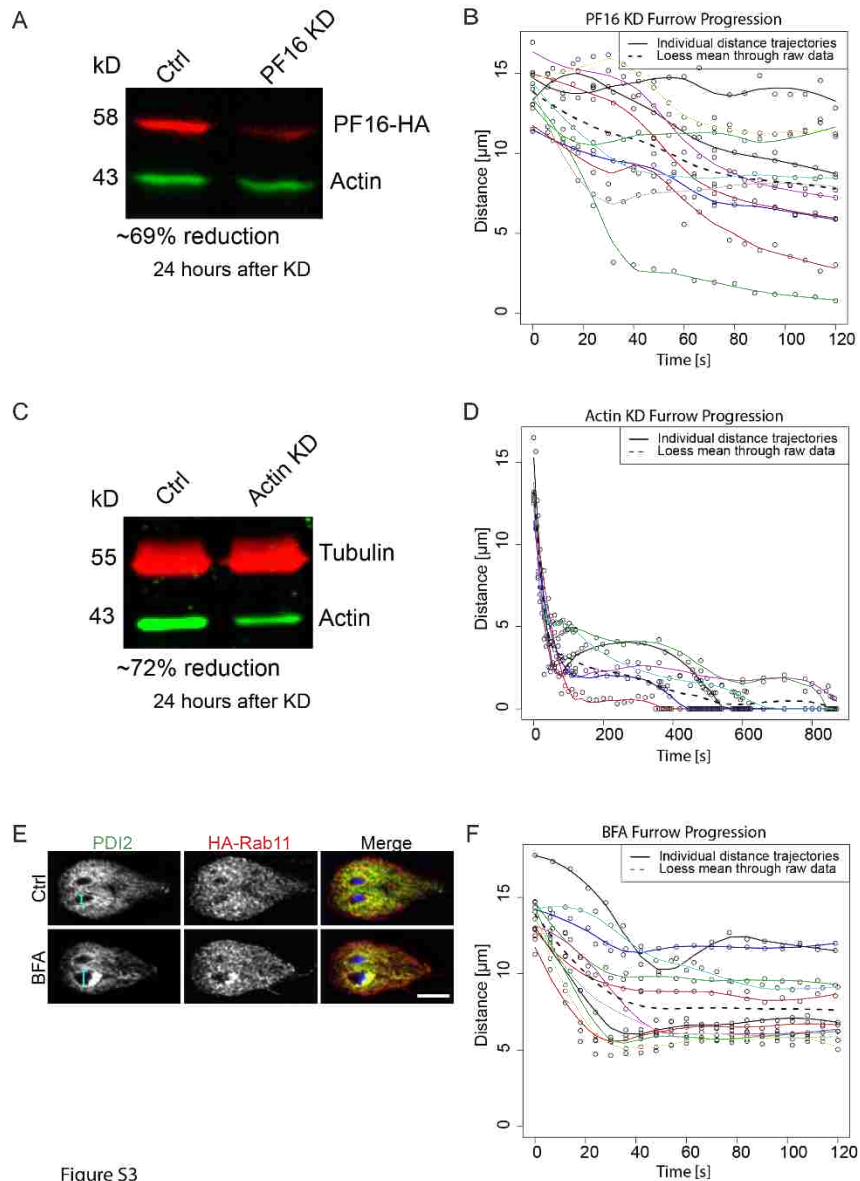 A
kD
Ctrl
PF16 KD
58
PF16-HA
43
Actin
~69% reduction
24 hours after KD
B
PF16 KD Furrow Progression
Individual distance trajectories
Loess mean through raw data
Distance [µm]
15
10
5
0
0 20 40 60 80 100 120
Time [s]
C
kD
Ctrl
Actin KD
55
Tubulin
43
Actin
~72% reduction
24 hours after KD
D
Actin KD Furrow Progression
Individual distance trajectories
Loess mean through raw data
Distance [µm]
15
10
5
0
0 200 400 600 800
Time [s]
E
PDI2 HA-Rab11 Merge
Ctrl
BFA
F
BFA Furrow Progression
Individual distance trajectories
Loess mean through raw data
Distance [µm]
15
10
5
0
0 20 40 60 80 100 120
Time [s]
Figure S3